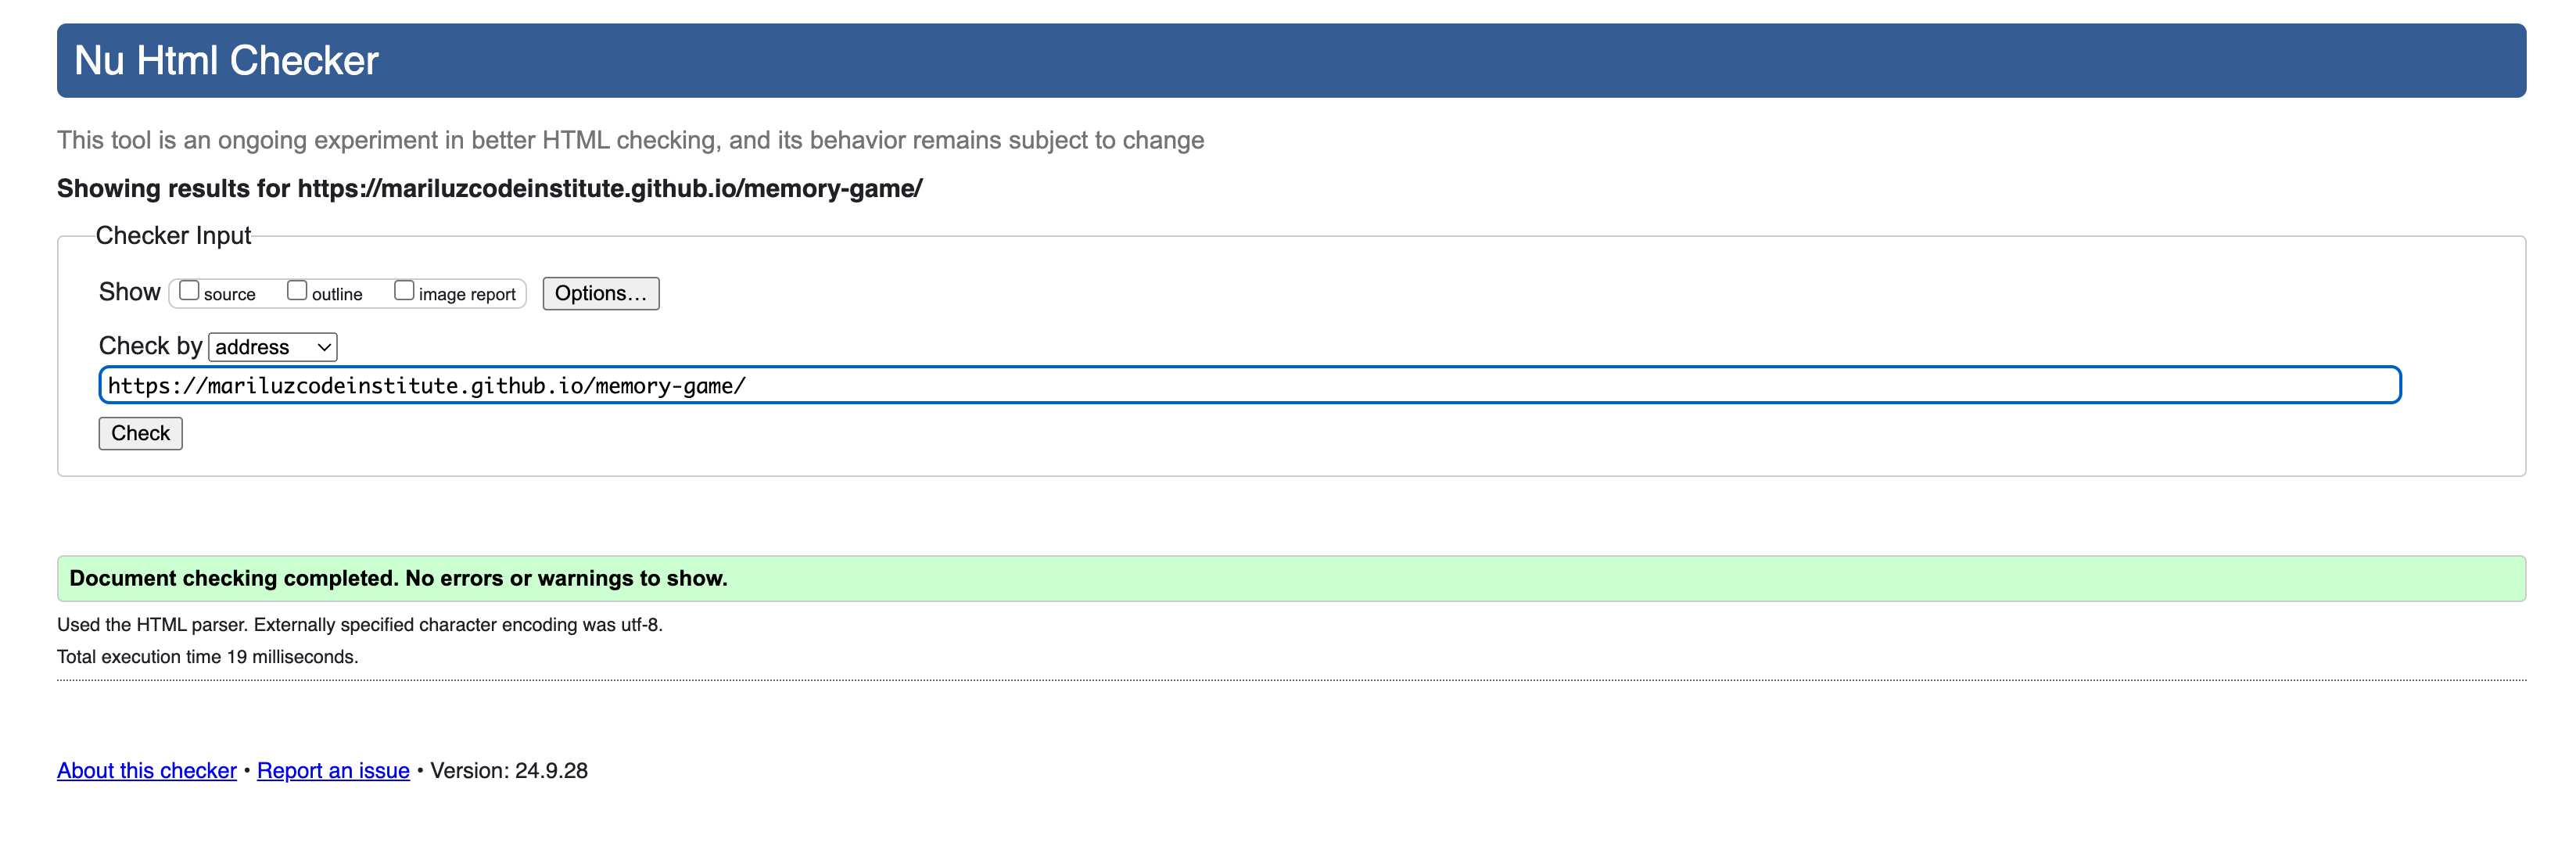 Nu Html Checker
This tool is an ongoing experiment in better HTML checking, and its behavior remains subject to change
Showing results for https://mariluzcodeinstitute.github.io/memory-game/
Checker Input
Show source outline image report Options...
Check by address
https://mariluzcodeinstitute.github.io/memory-game/
Check
Document checking completed. No errors or warnings to show.
Used the HTML parser. Externally specified character encoding was utf-8.
Total execution time 19 milliseconds.
About this checker • Report an issue • Version: 24.9.28